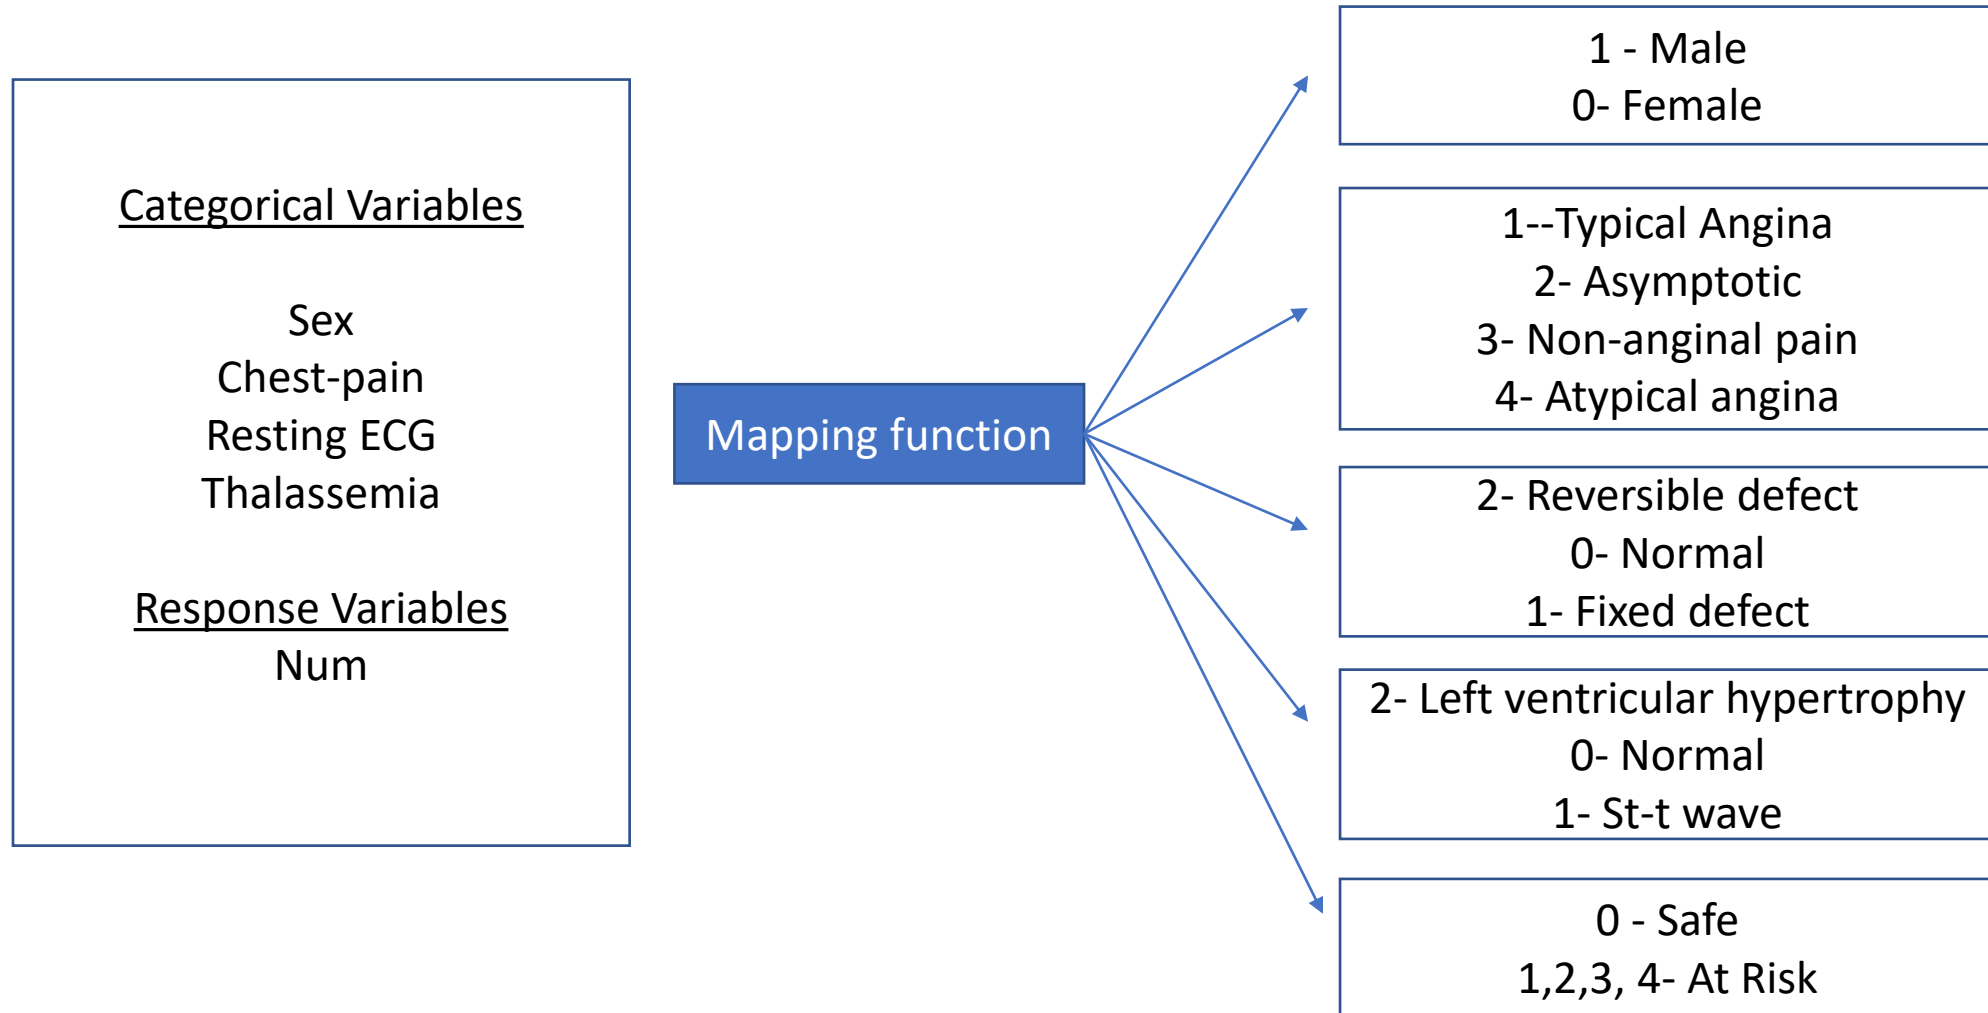 Categorical Variables
Sex
Chest-pain
Resting ECG
Thalassemia
Response Variables
Num
Mapping function
1 - Male
0- Female
1--Typical Angina
2- Asymptotic
3- Non-anginal pain
4- Atypical angina
2- Reversible defect
0- Normal
1- Fixed defect
2- Left ventricular hypertrophy
0- Normal
1- St-t wave
0 - Safe
1,2,3, 4- At Risk